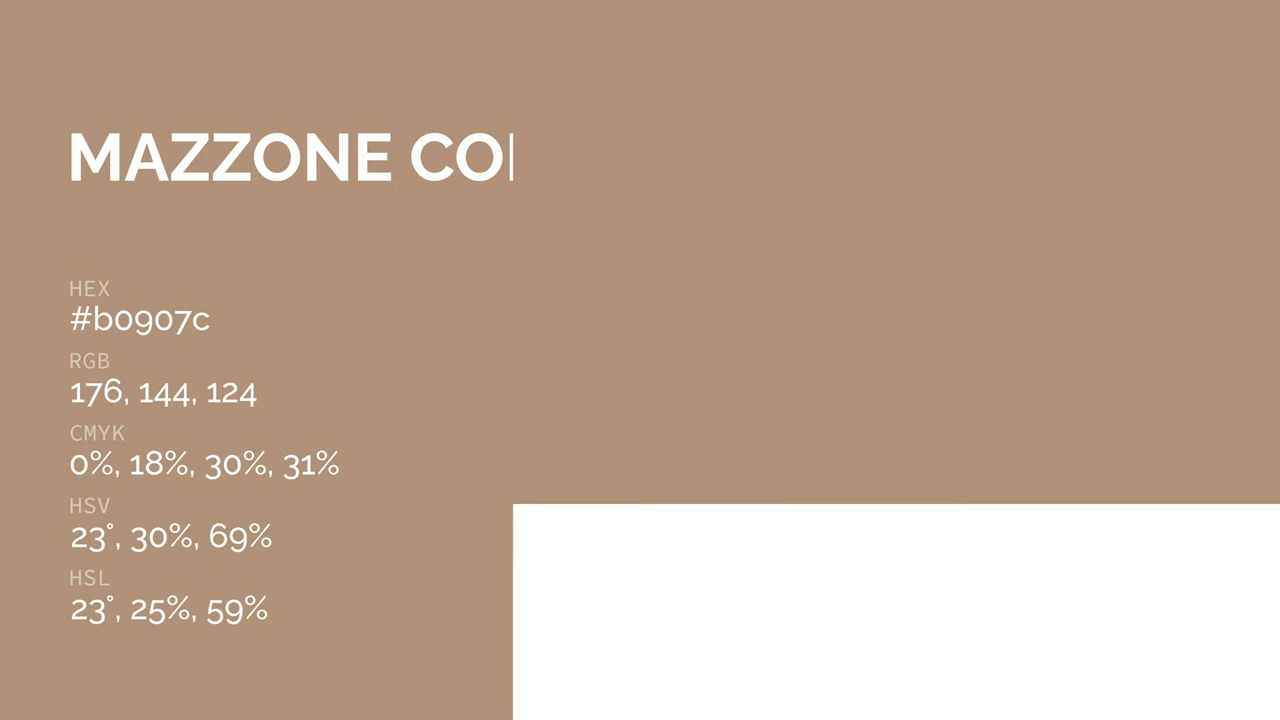 MAZZONE
HEX
#b0907c
RGB
176, 144, 124
CMYK
0%, 18%, 30%, 31%
HSV
23°, 30%, 69%
HSL
23°, 25%, 59%